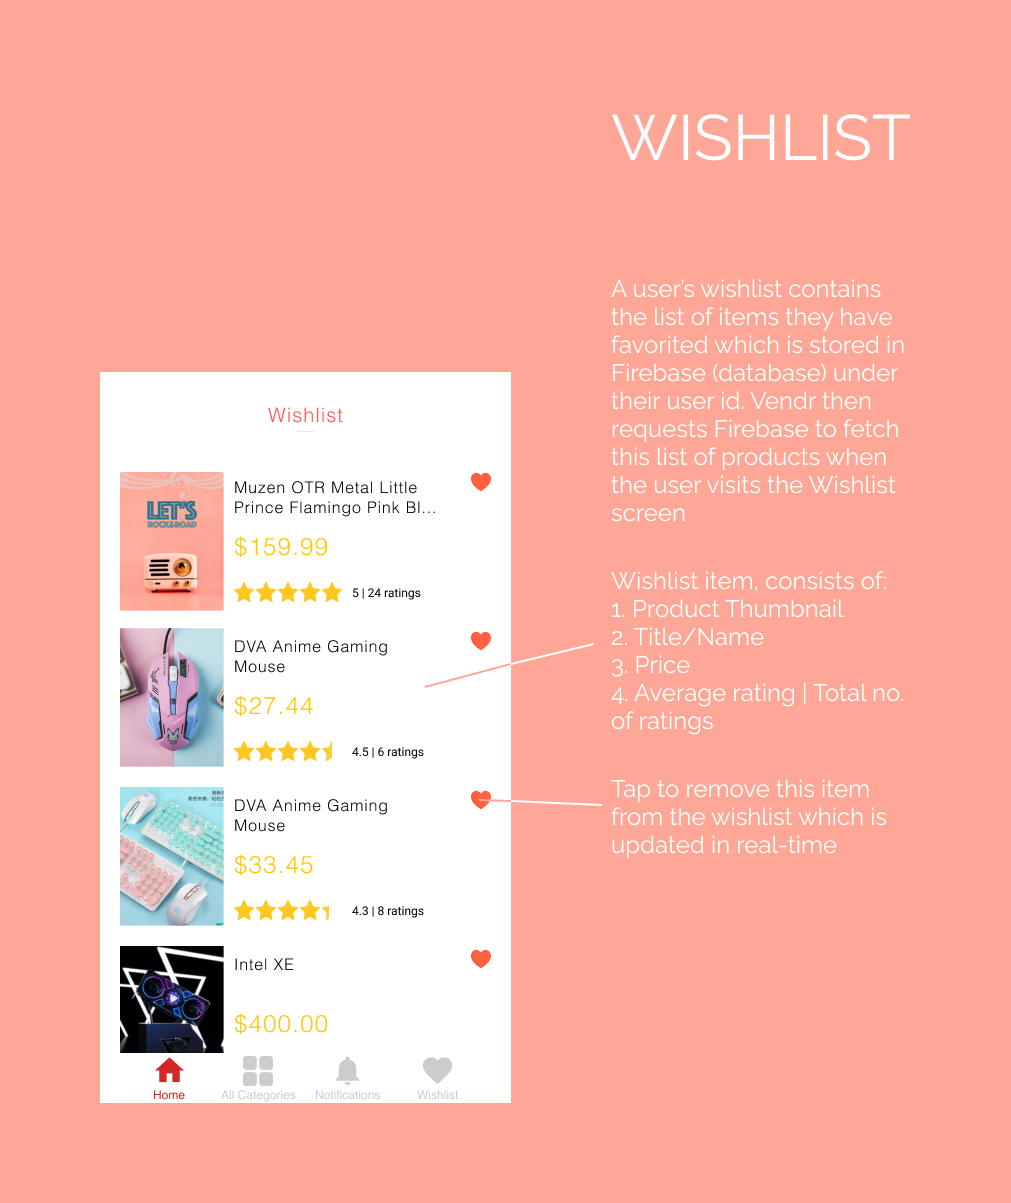 WISHLIST
A user's wishlist contains
the list of items they have
favorited which is stored in
Firebase (database) under
their user id. Vendr then
requests Firebase to fetch
this list of products when
the user visits the Wishlist
screen
Wishlist item, consists of:
1. Product Thumbnail
2. Title/Name
3. Price
4. Average rating | Total no.
of ratings
Tap to remove this item
from the wishlist which is
updated in real-time
Wishlist
LET'S
ROCK&ROAD
Muzen OTR Metal Little
Prince Flamingo Pink Bl...
$159.99
5 | 24 ratings
DVA Anime Gaming
Mouse
$27.44
4.5 | 6 ratings
DVA Anime Gaming
Mouse
$33.45
4.3 | 8 ratings
Intel XE
$400.00
Home
All Categories
Notifications
Wishlist